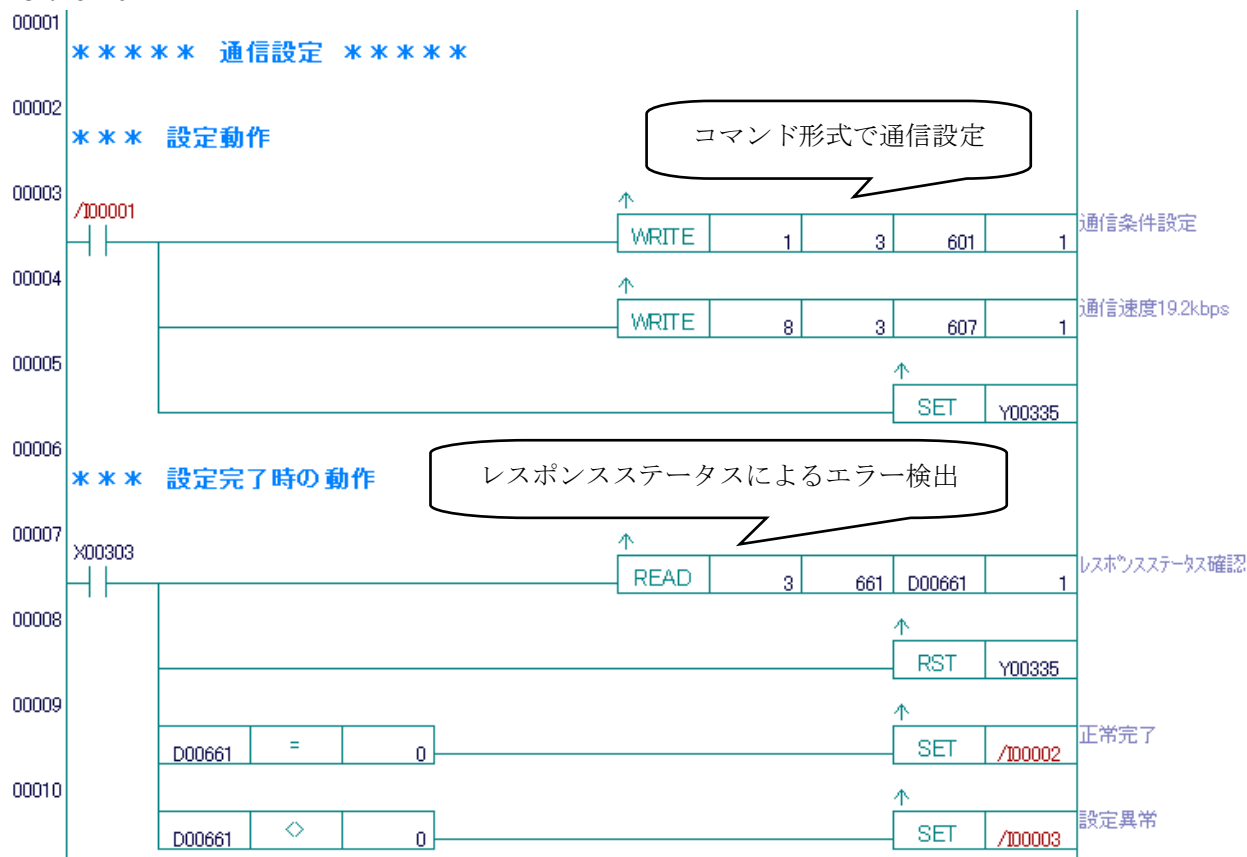 00001
***** 通信設定 *****
00002
*** 設定動作
コマンド形式で通信設定
00003
/I00001
↑
WRITE 1 3 601 1
通信条件設定
00004
↑
WRITE 8 3 607 1
通信速度19.2kbps
00005
↑
SET Y00335
00006
*** 設定完了時の動作
レスポンスステータスによるエラー検出
00007
X00303
↑
READ 3 661 D00661 1
レスポンスステータス確認
00008
↑
RST Y00335
00009
↑
D00661 = 0 SET /I00002
正常完了
00010
↑
D00661 <> 0 SET /I00003
設定異常